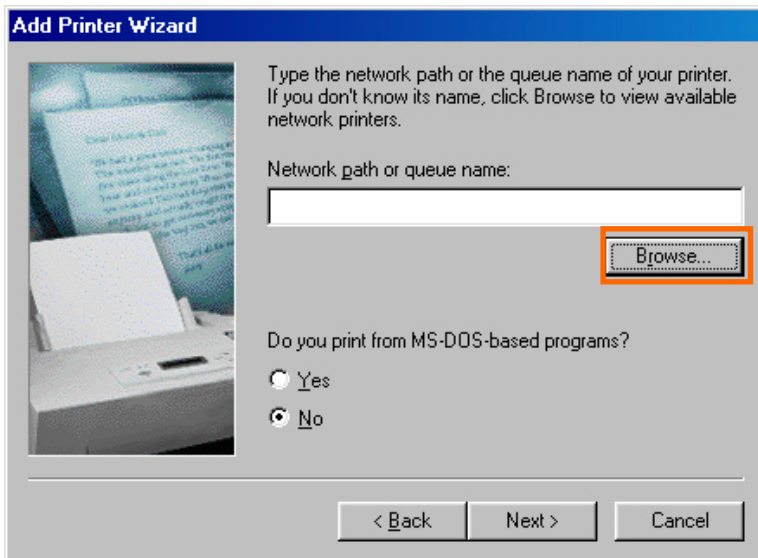 Add Printer Wizard
Type the network path or the queue name of your printer.
If you don't know its name, click Browse to view available
network printers.
Network path or queue name:
Browse...
Do you print from MS-DOS-based programs?
Yes
No
< Back
Next >
Cancel